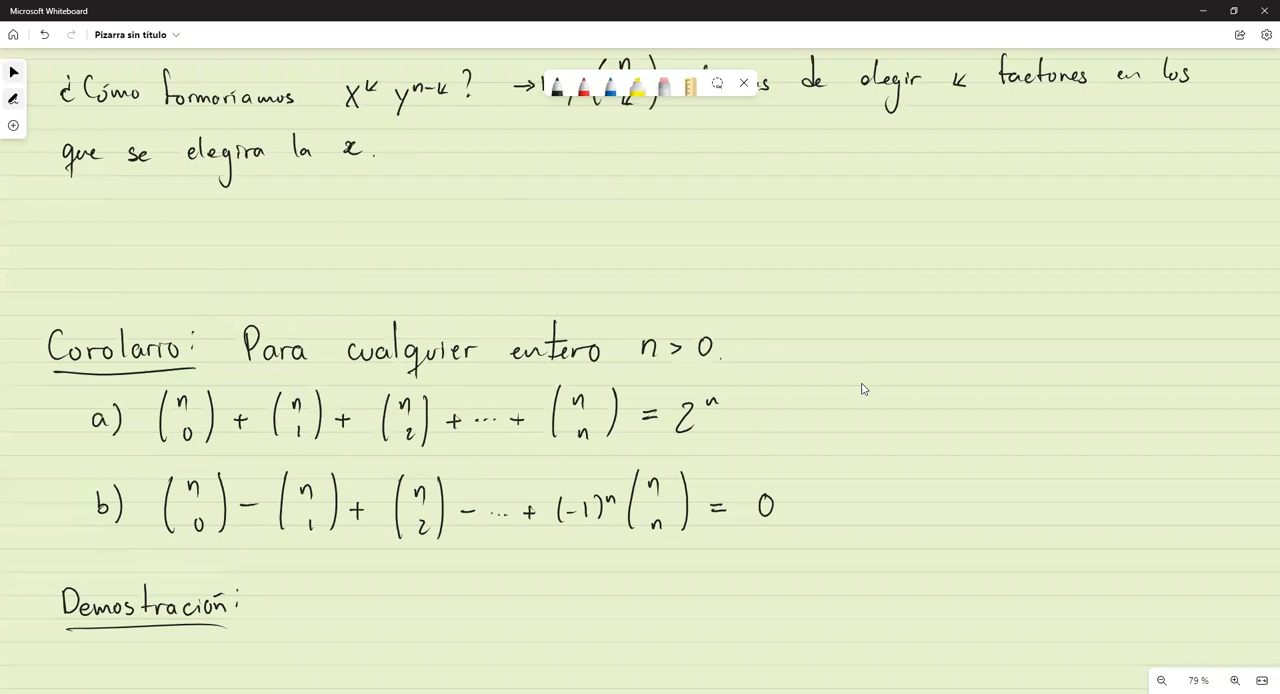 Microsoft Whiteboard
Pizarra sin título
¿Cómo formaríamos x^k y^{n-k}? → (n k) de elegir k factores en los
que se elegira la x.
Corolario: Para cualquier entero n > 0.
a) (n 0) + (n 1) + (n 2) + ... + (n n) = 2^n
b) (n 0) - (n 1) + (n 2) - ... + (-1)^n (n n) = 0
Demostración:
79 %